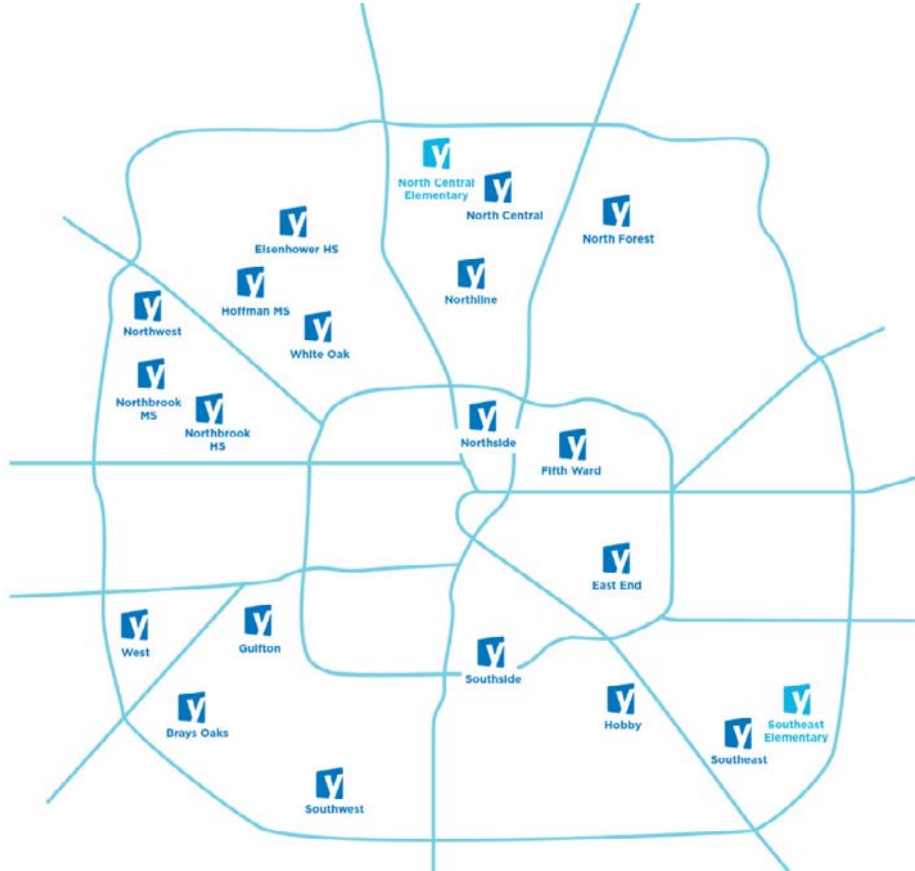 y
North Central
Elementary
y
North Central
y
North Forest
y
Eisenhower HS
y
Northline
y
Hoffman MS
y
Northwest
y
White Oak
y
Northbrook
MS
y
Northbrook
HS
y
Northside
y
Fifth Ward
y
East End
y
West
y
Gulfton
y
Southside
y
Brays Oaks
y
Hobby
y
Southeast
Elementary
y
Southeast
y
Southwest